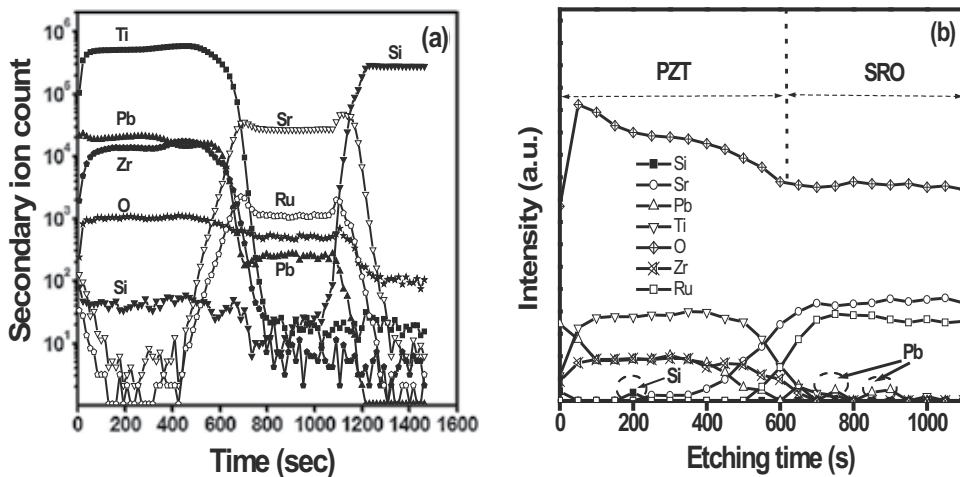 (a)
10^6
10^5
10^4
10^3
10^2
10^1
Ti
Pb
Zr
O
Si
Sr
Ru
Pb
Si
0 200 400 600 800 1000 1200 1400 1600
Secondary ion count
Time (sec)
(b)
PZT SRO
Si
Sr
Pb
Ti
O
Zr
Ru
Si
Pb
0 200 400 600 800 1000
Intensity (a.u.)
Etching time (s)